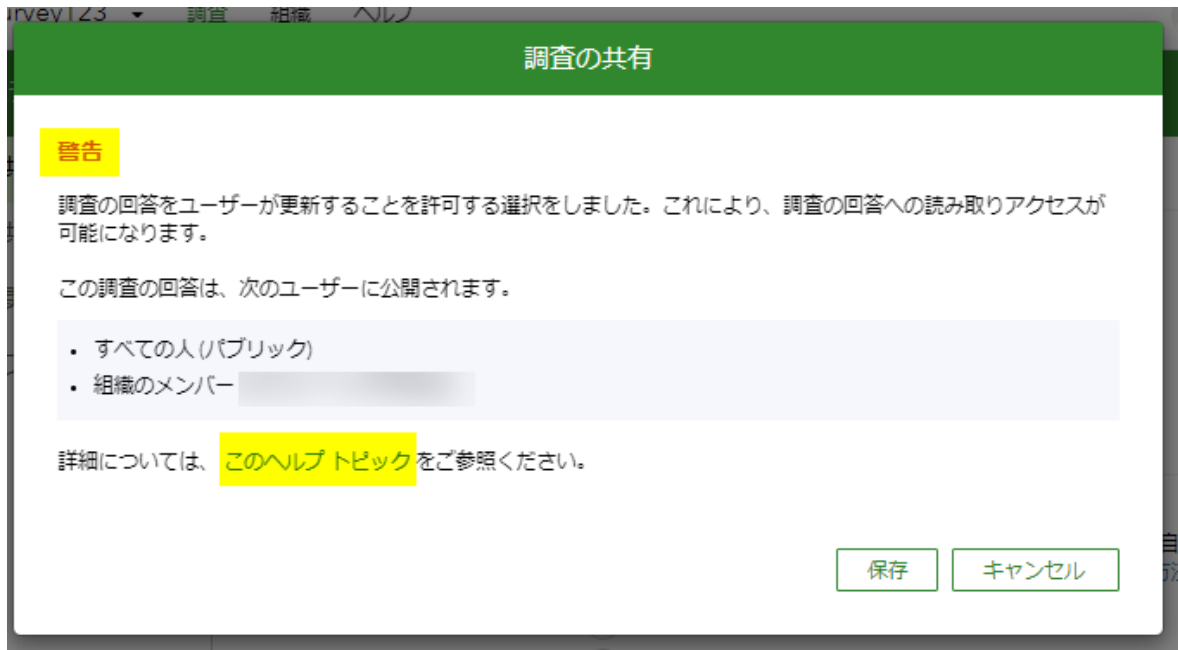 urvey123 調査 組織 ヘルプ
調査の共有
警告
調査の回答をユーザーが更新することを許可する選択をしました。これにより、調査の回答への読み取りアクセスが
可能になります。
この調査の回答は、次のユーザーに公開されます。
• すべての人(パブリック)
• 組織のメンバー
詳細については、このヘルプ トピックをご参照ください。
自
保存 キャンセル